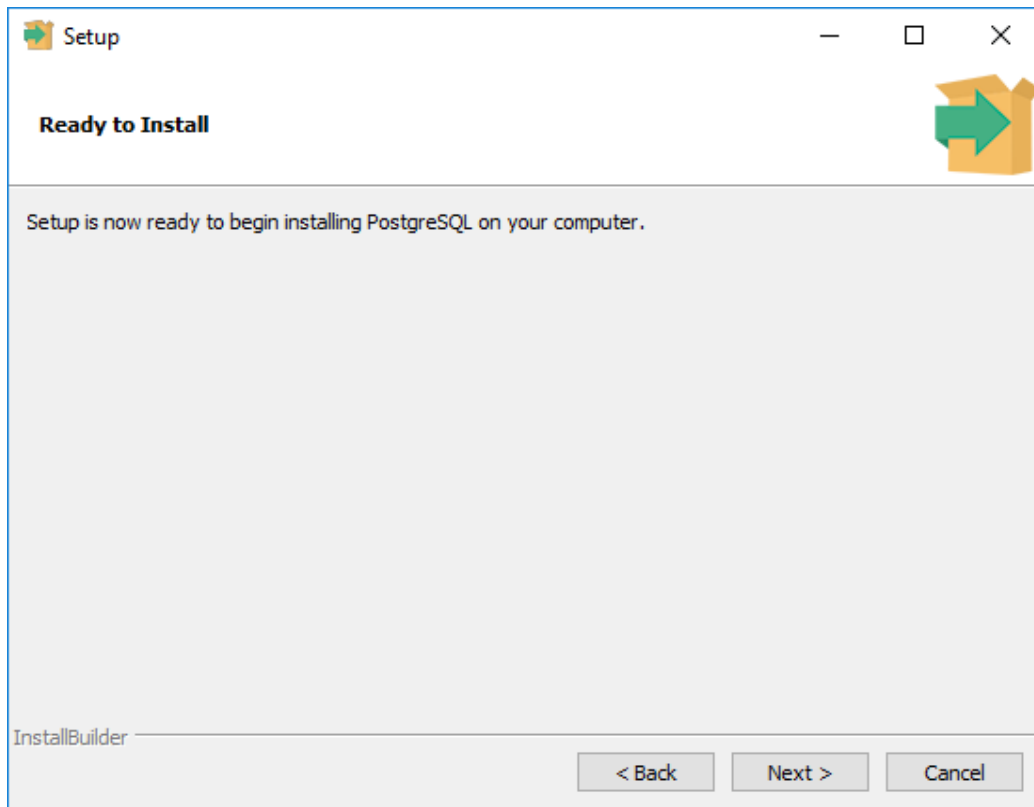 Setup
Ready to Install
Setup is now ready to begin installing PostgreSQL on your computer.
InstallBuilder
< Back
Next >
Cancel